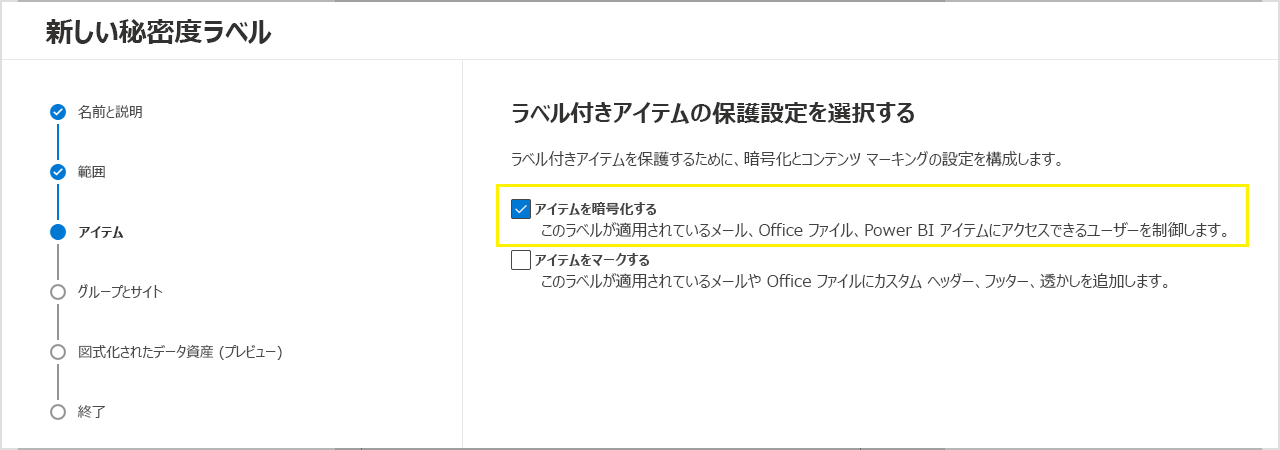 新しい秘密度ラベル
名前と説明
範囲
アイテム
グループとサイト
図式化されたデータ資産 (プレビュー)
終了
ラベル付きアイテムの保護設定を選択する
ラベル付きアイテムを保護するために、暗号化とコンテンツ マーキングの設定を構成します。
アイテムを暗号化する
このラベルが適用されているメール、Office ファイル、Power BI アイテムにアクセスできるユーザーを制御します。
アイテムをマークする
このラベルが適用されているメールや Office ファイルにカスタム ヘッダー、フッター、透かしを追加します。